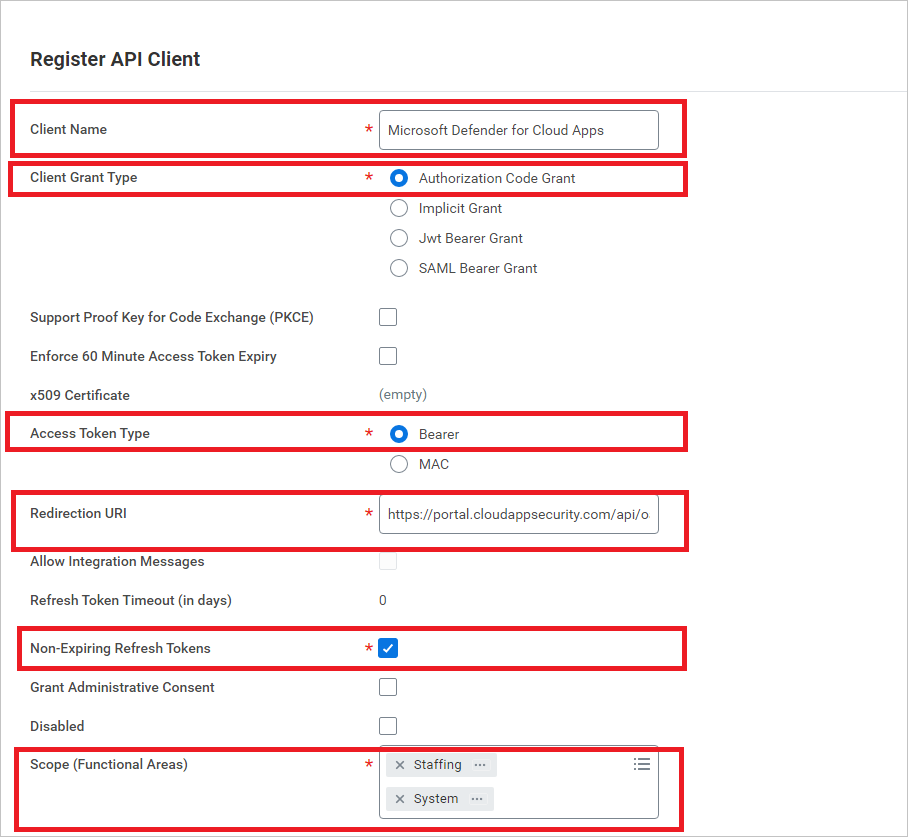 Register API Client
Client Name * Microsoft Defender for Cloud Apps
Client Grant Type * Authorization Code Grant
Implicit Grant
Jwt Bearer Grant
SAML Bearer Grant
Support Proof Key for Code Exchange (PKCE)
Enforce 60 Minute Access Token Expiry
x509 Certificate (empty)
Access Token Type * Bearer
MAC
Redirection URI * https://portal.cloudappsecurity.com/api/o
Allow Integration Messages
Refresh Token Timeout (in days) 0
Non-Expiring Refresh Tokens *
Grant Administrative Consent
Disabled
Scope (Functional Areas) * × Staffing ···
× System ···